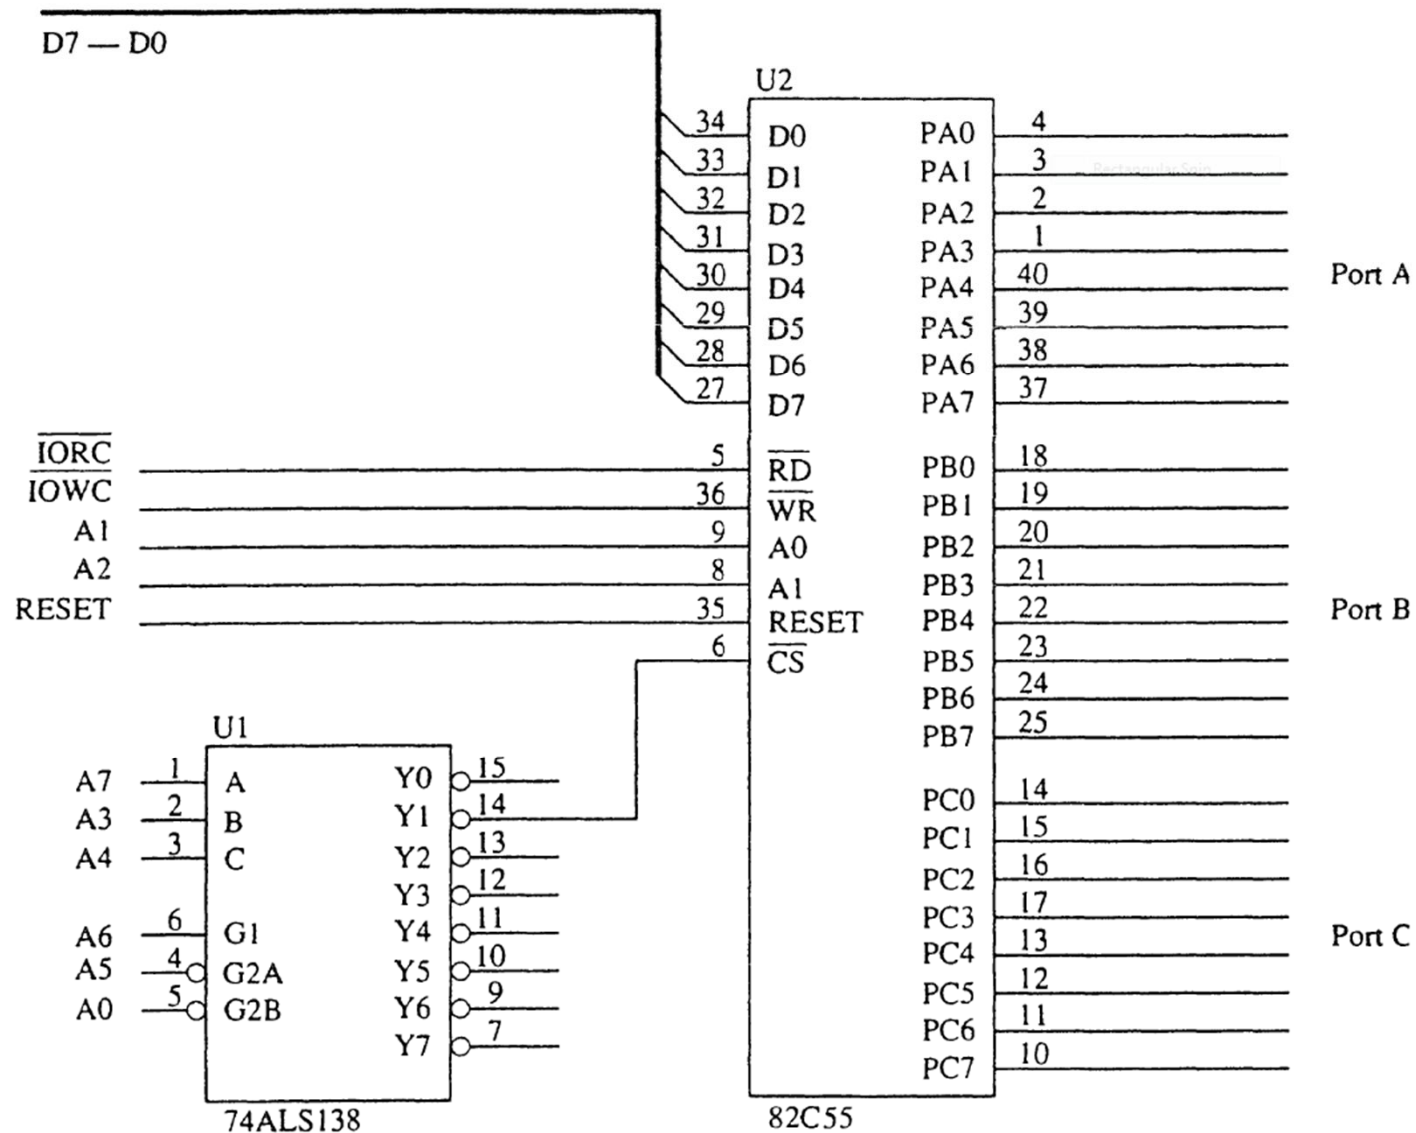 D7 — D0
U2
34 D0 PA0 4
33 D1 PA1 3
RectangularSnip
32 D2 PA2 2
31 D3 PA3 1
30 D4 PA4 40 Port A
29 D5 PA5 39
28 D6 PA6 38
27 D7 PA7 37
IORC 5 RD PB0 18
IOWC 36 WR PB1 19
A1 9 A0 PB2 20
A2 8 A1 PB3 21
RESET 35 RESET PB4 22 Port B
6 CS PB5 23
PB6 24
PB7 25
U1
A7 1 A Y0 15 PC0 14
A3 2 B Y1 14 PC1 15
A4 3 C Y2 13 PC2 16
Y3 12 PC3 17
A6 6 G1 Y4 11 PC4 13 Port C
A5 4 G2A Y5 10 PC5 12
A0 5 G2B Y6 9 PC6 11
Y7 7 PC7 10
74ALS138 82C55